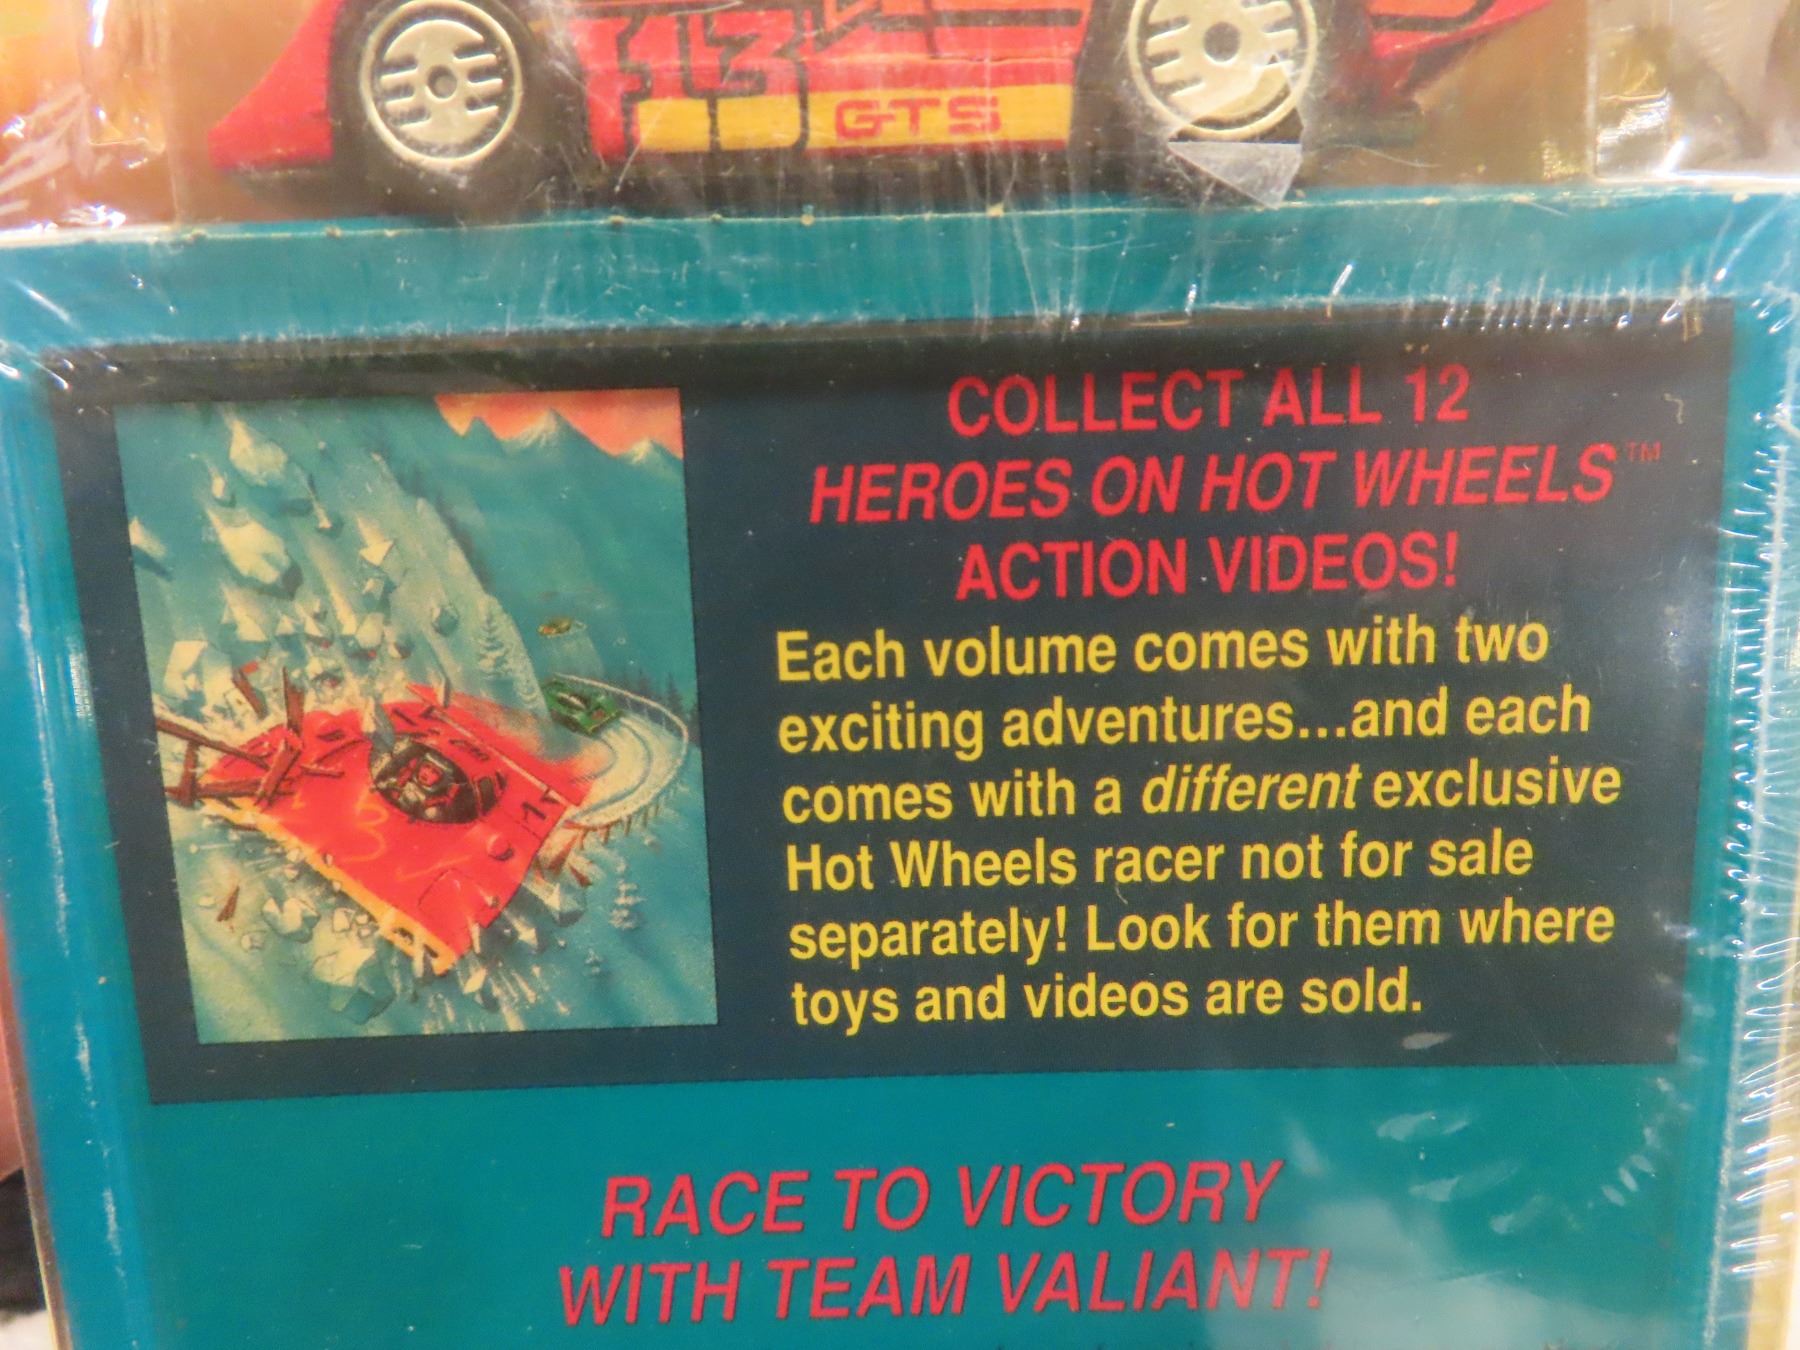 13
GTS
COLLECT ALL 12
HEROES ON HOT WHEELS™
ACTION VIDEOS!
Each volume comes with two
exciting adventures...and each
comes with a different exclusive
Hot Wheels racer not for sale
separately! Look for them where
toys and videos are sold.
RACE TO VICTORY
WITH TEAM VALIANT!